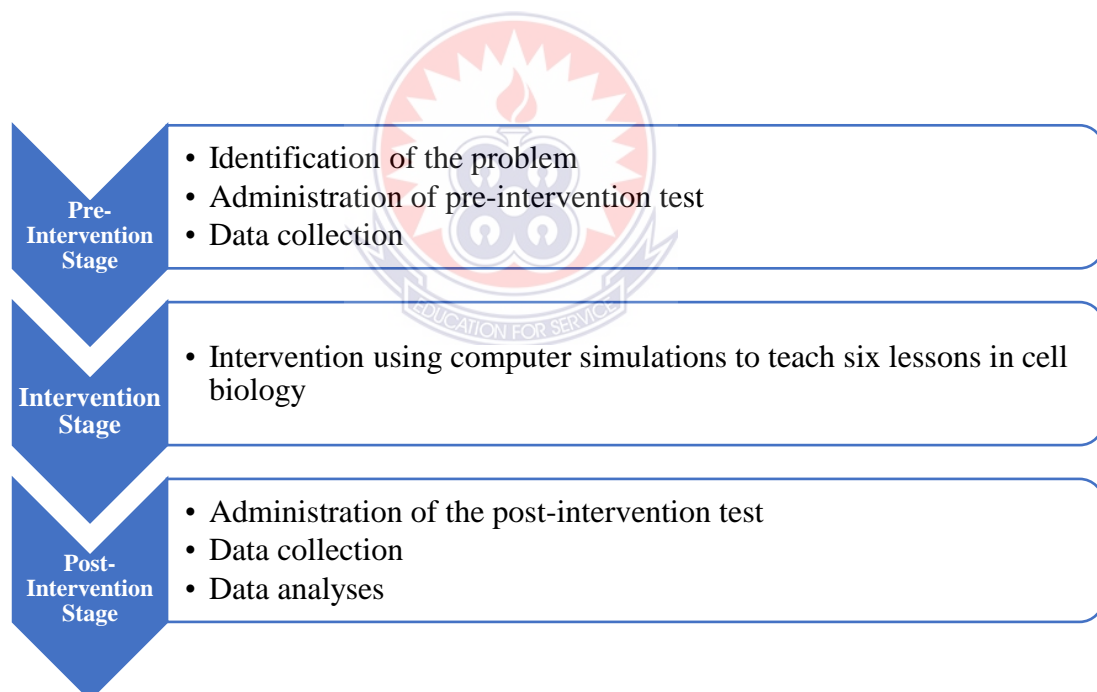 Pre-
Intervention
Stage
• Identification of the problem
• Administration of pre-intervention test
• Data collection
EDUCATION FOR SERVICE
Intervention
Stage
• Intervention using computer simulations to teach six lessons in cell
biology
Post-
Intervention
Stage
• Administration of the post-intervention test
• Data collection
• Data analyses